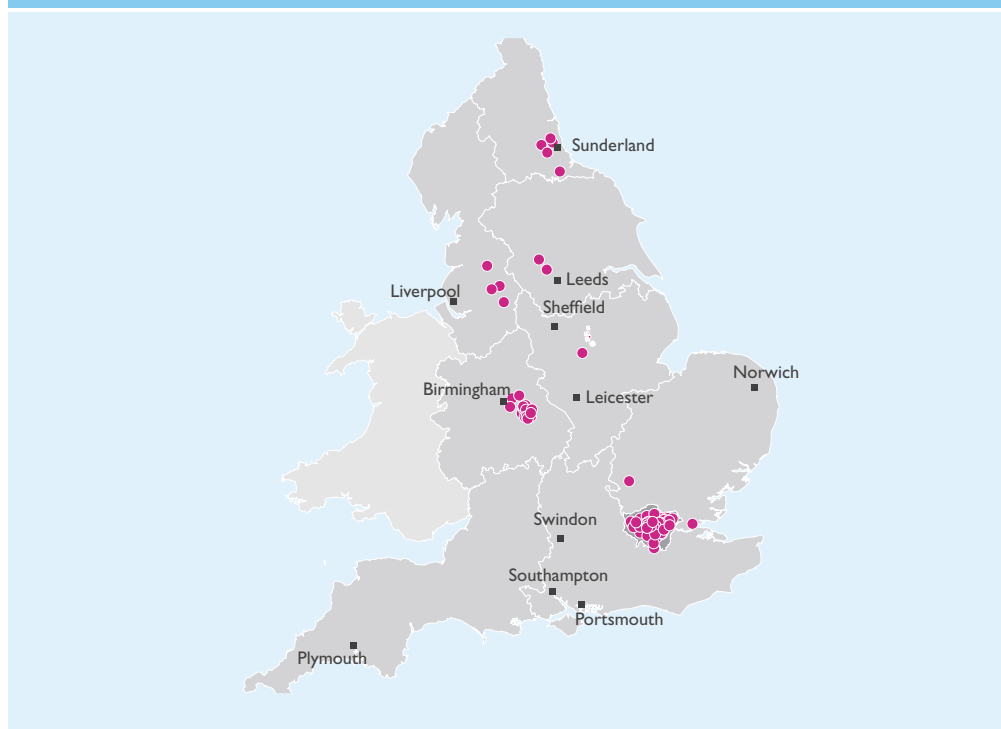 Sunderland
Leeds
Liverpool
Sheffield
Norwich
Birmingham
Leicester
Swindon
Southampton
Portsmouth
Plymouth